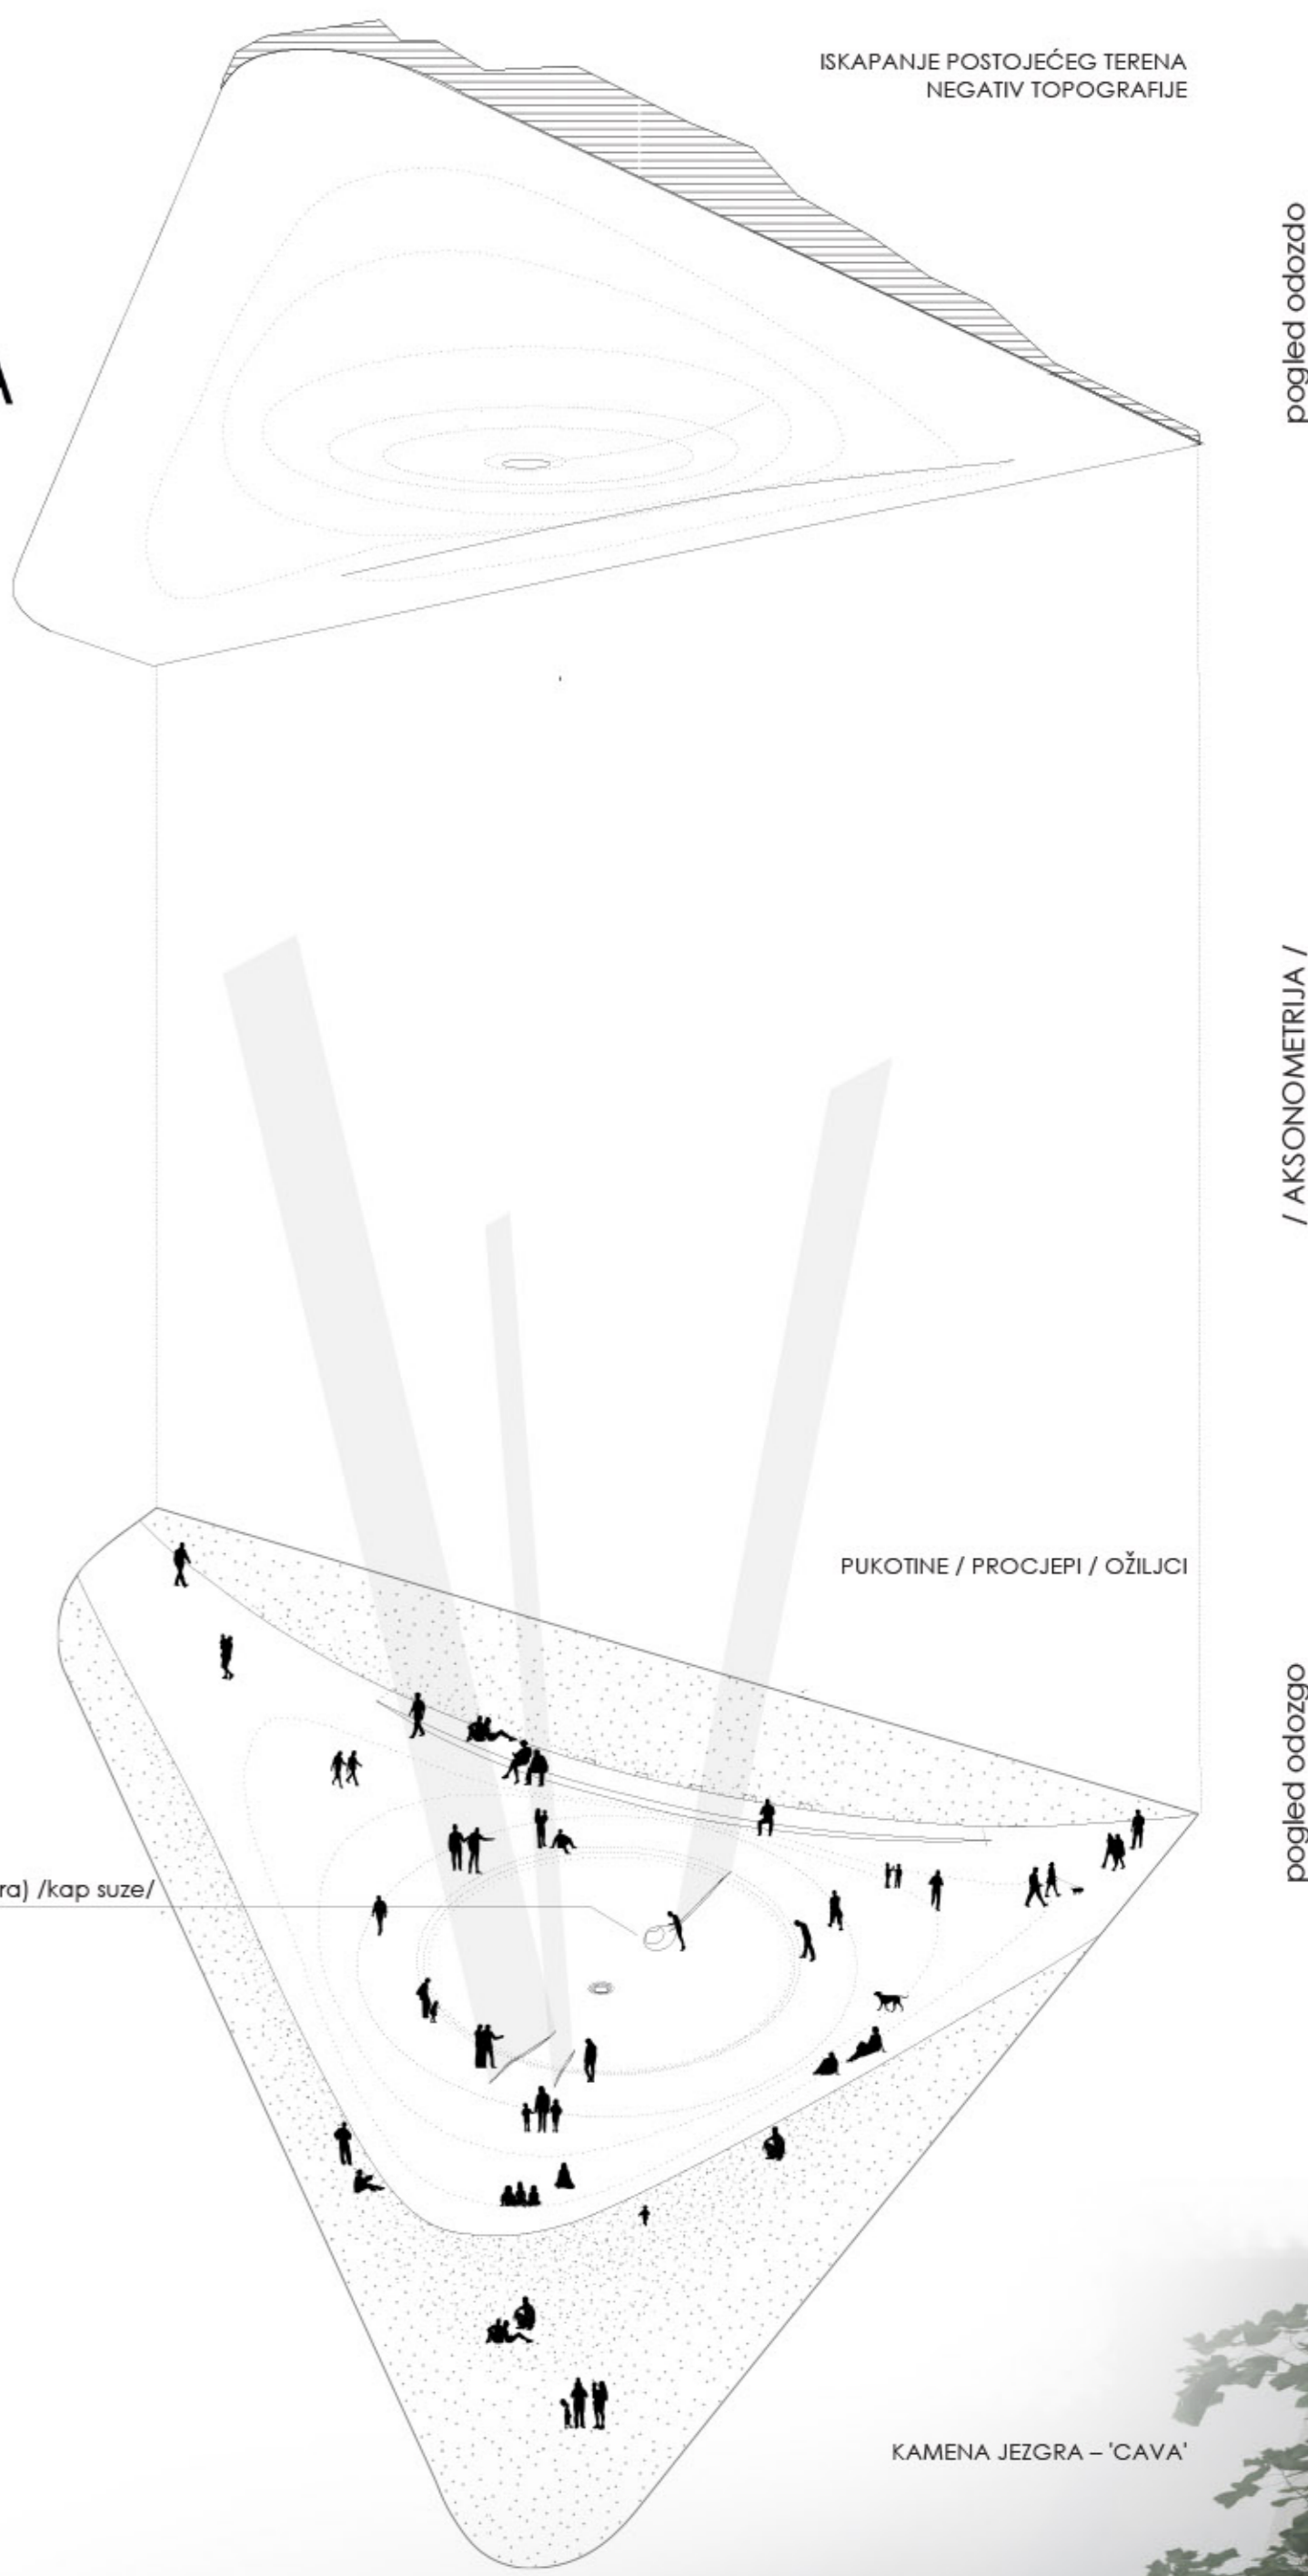 ISKAPANJE POSTOJEĆEG TERENA
NEGATIV TOPOGRAFIJE
pogled odozdo
A
/ AKSONOMETRIJA /
PUKOTINE / PROCJEPI / OŽILJCI
pogled odozgo
ra) /kap suze/
KAMENA JEZGRA – 'CAVA'